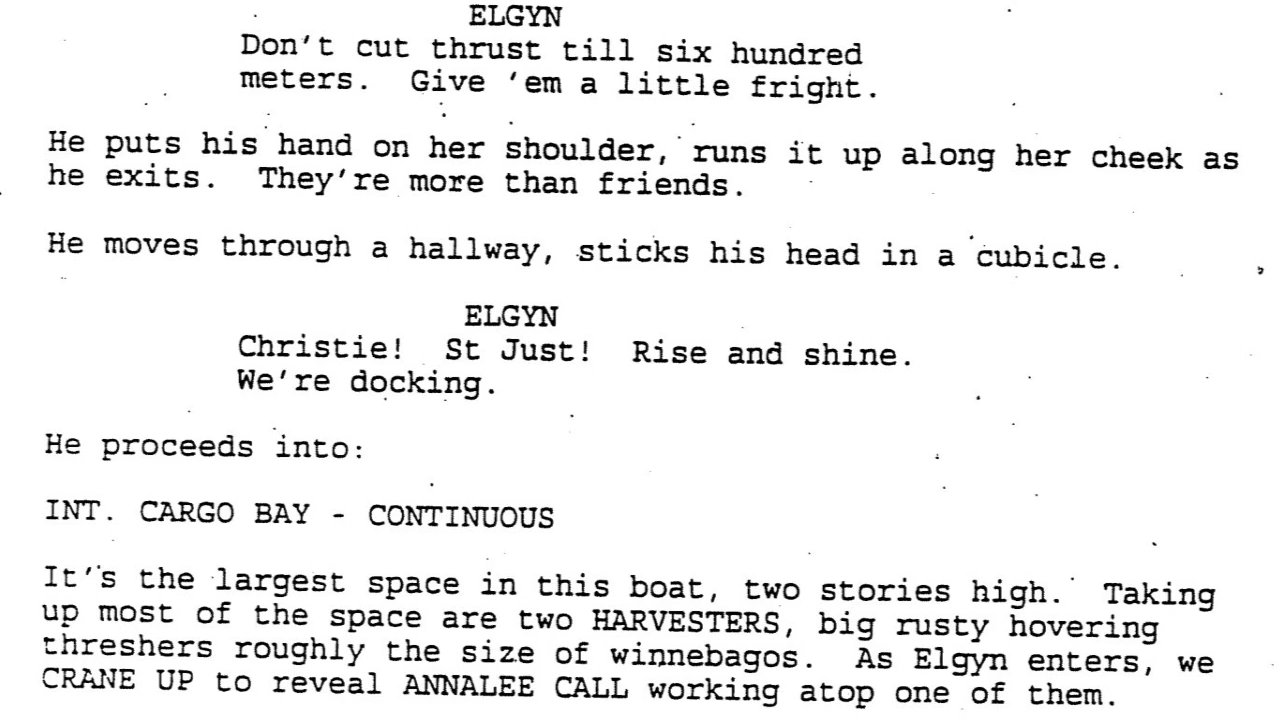 ELGYN
Don't cut thrust till six hundred
meters.  Give 'em a little fright.
He puts his hand on her shoulder, runs it up along her cheek as
he exits.  They're more than friends.
He moves through a hallway, sticks his head in a cubicle.
ELGYN
Christie!  St Just!  Rise and shine.
We're docking.
He proceeds into:
INT. CARGO BAY - CONTINUOUS
It's the largest space in this boat, two stories high.  Taking
up most of the space are two HARVESTERS, big rusty hovering
threshers roughly the size of winnebagos.  As Elgyn enters, we
CRANE UP to reveal ANNALEE CALL working atop one of them.